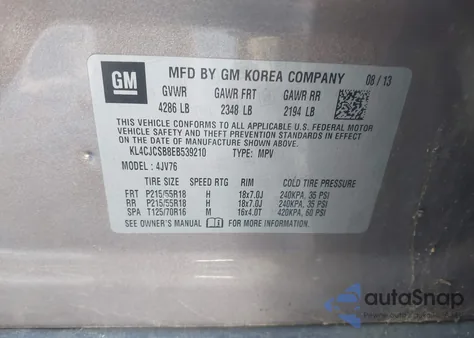 GM MFD BY GM KOREA COMPANY 08/13
GVWR GAWR FRT GAWR RR
4286 LB 2348 LB 2194 LB
THIS VEHICLE CONFORMS TO ALL APPLICABLE U.S. FEDERAL MOTOR VEHICLE SAFETY, BUMPER, AND THEFT PREVENTION STANDARDS IN EFFECT ON THE DATE OF MANUFACTURE SHOWN ABOVE.
KL4CJCSB8EB539210 TYPE: MPV
MODEL: 4JV76
TIRE SIZE SPEED RTG RIM COLD TIRE PRESSURE
FRT P215/55R18 H 18x7.0J 240KPA, 35 PSI
RR P215/55R18 H 18x7.0J 240KPA, 35 PSI
SPA T125/70R16 M 16x4.0T 420KPA, 60 PSI
SEE OWNER'S MANUAL FOR MORE INFORMATION.
autoSnap